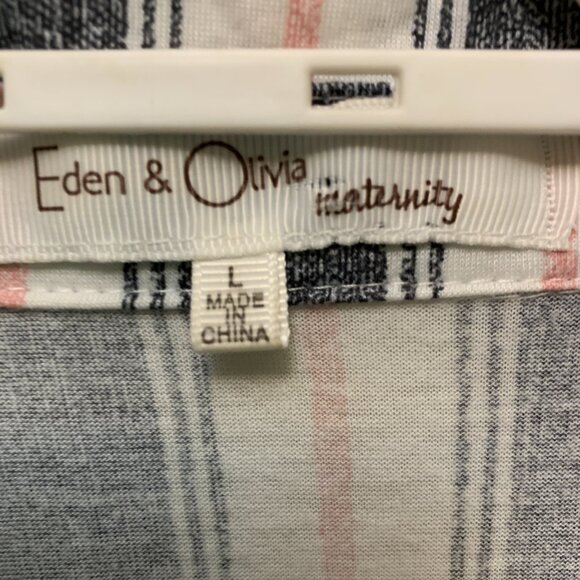 Eden & Olivia maternity
L
MADE
IN
CHINA